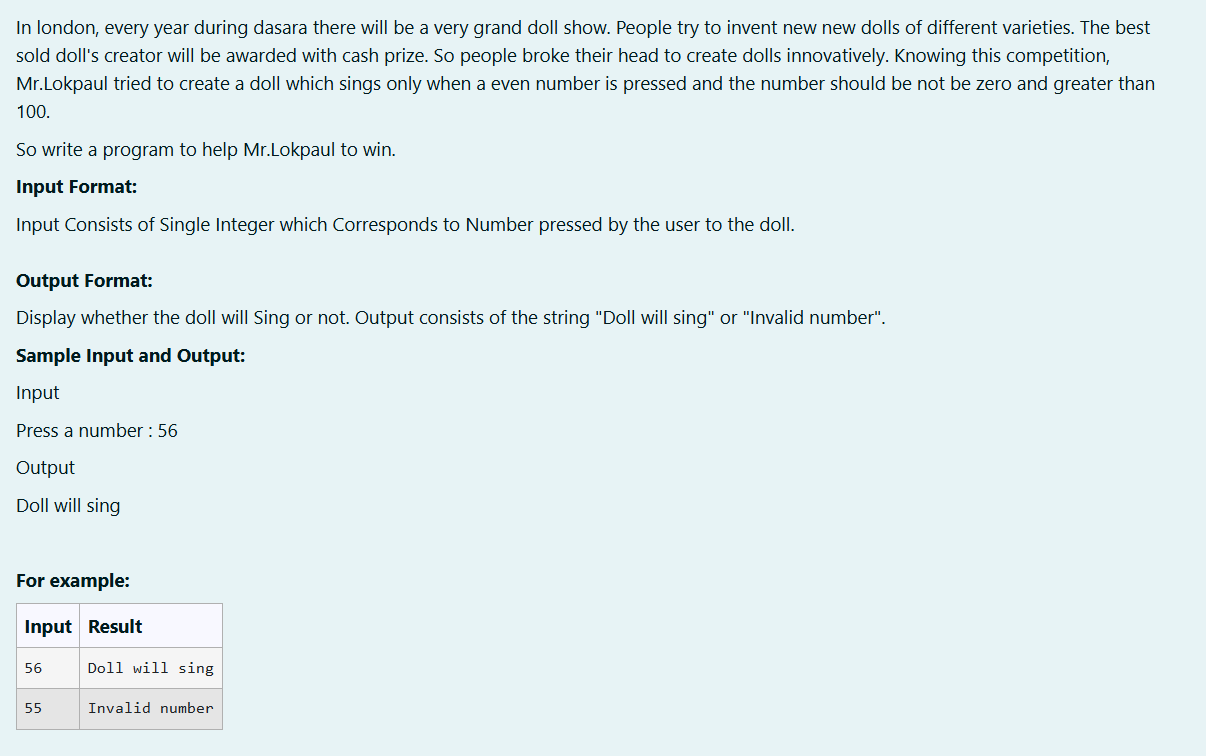 In london, every year during dasara there will be a very grand doll show. People try to invent new new dolls of different varieties. The best
sold doll's creator will be awarded with cash prize. So people broke their head to create dolls innovatively. Knowing this competition,
Mr.Lokpaul tried to create a doll which sings only when a even number is pressed and the number should be not be zero and greater than
100.
So write a program to help Mr.Lokpaul to win.
Input Format:
Input Consists of Single Integer which Corresponds to Number pressed by the user to the doll.
Output Format:
Display whether the doll will Sing or not. Output consists of the string "Doll will sing" or "Invalid number".
Sample Input and Output:
Input
Press a number : 56
Output
Doll will sing
For example:
Input Result
56 Doll will sing
55 Invalid number